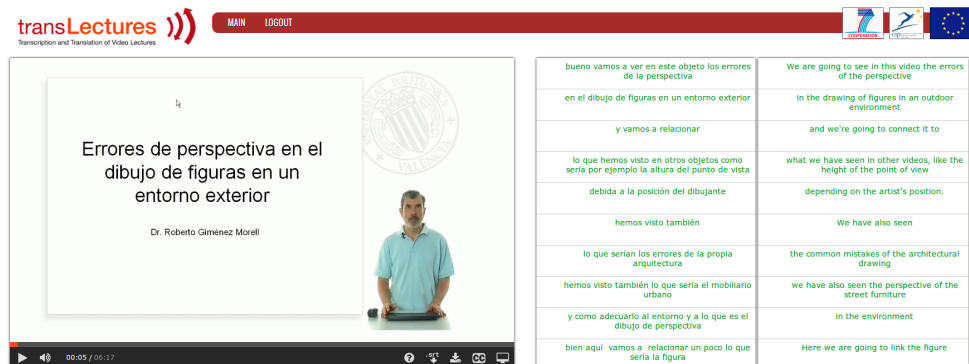 transLectures
Transcription and Translation of Video Lectures
MAIN LOGOUT
7
COOPERATION
Errores de perspectiva en el
dibujo de figuras en un
entorno exterior
Dr. Roberto Giménez Morell
UNIVERSITAT POLITECNICA
VALENCIA
00:05 / 06:17
? .srt CC
bueno vamos a ver en este objeto los errores
de la perspectiva
en el dibujo de figuras en un entorno exterior
y vamos a relacionar
lo que hemos visto en otros objetos como
sería por ejemplo la altura del punto de vista
debida a la posición del dibujante
hemos visto también
lo que serían los errores de la propia
arquitectura
hemos visto también lo que sería el mobiliario
urbano
y como adecuarlo al entorno y a lo que es el
dibujo de perspectiva
bien aquí vamos a relacionar un poco lo que
sería la figura
We are going to see in this video the errors
of the perspective
in the drawing of figures in an outdoor
environment
and we're going to connect it to
what we have seen in other videos, like the
height of the point of view
depending on the artist's position.
We have also seen
the common mistakes of the architectural
drawing
we have also seen the perspective of the
street furniture
in the environment
Here we are going to link the figure